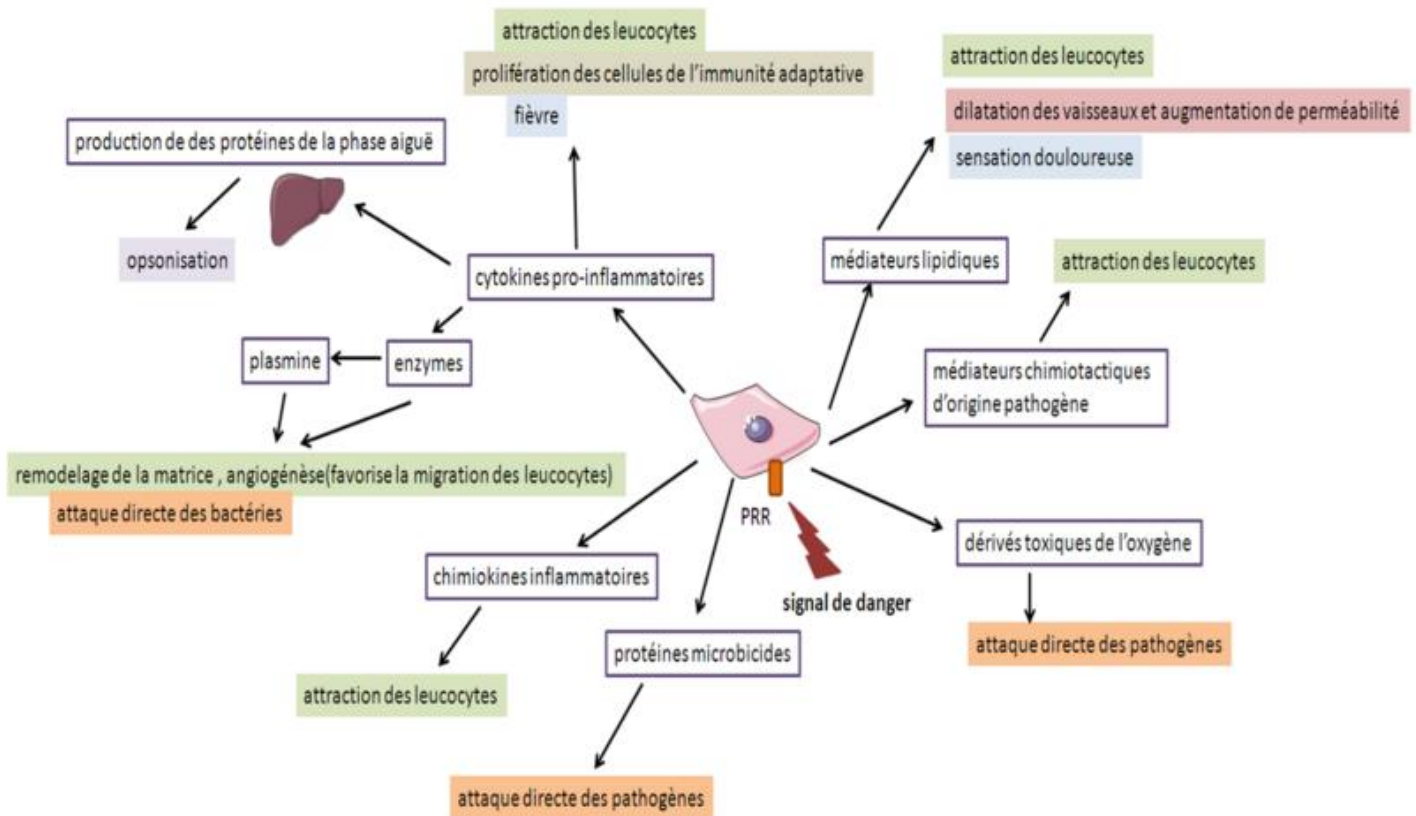 attraction des leucocytes
prolifération des cellules de l'immunité adaptative
fièvre
attraction des leucocytes
dilatation des vaisseaux et augmentation de perméabilité
sensation douloureuse
production de des protéines de la phase aiguë
opsonisation
cytokines pro-inflammatoires
médiateurs lipidiques
attraction des leucocytes
plasmine
enzymes
médiateurs chimiotactiques
d'origine pathogène
remodelage de la matrice , angiogénèse(favorise la migration des leucocytes)
attaque directe des bactéries
PRR
signal de danger
dérivés toxiques de l'oxygène
attaque directe des pathogènes
chimiokines inflammatoires
attraction des leucocytes
protéines microbicides
attaque directe des pathogènes